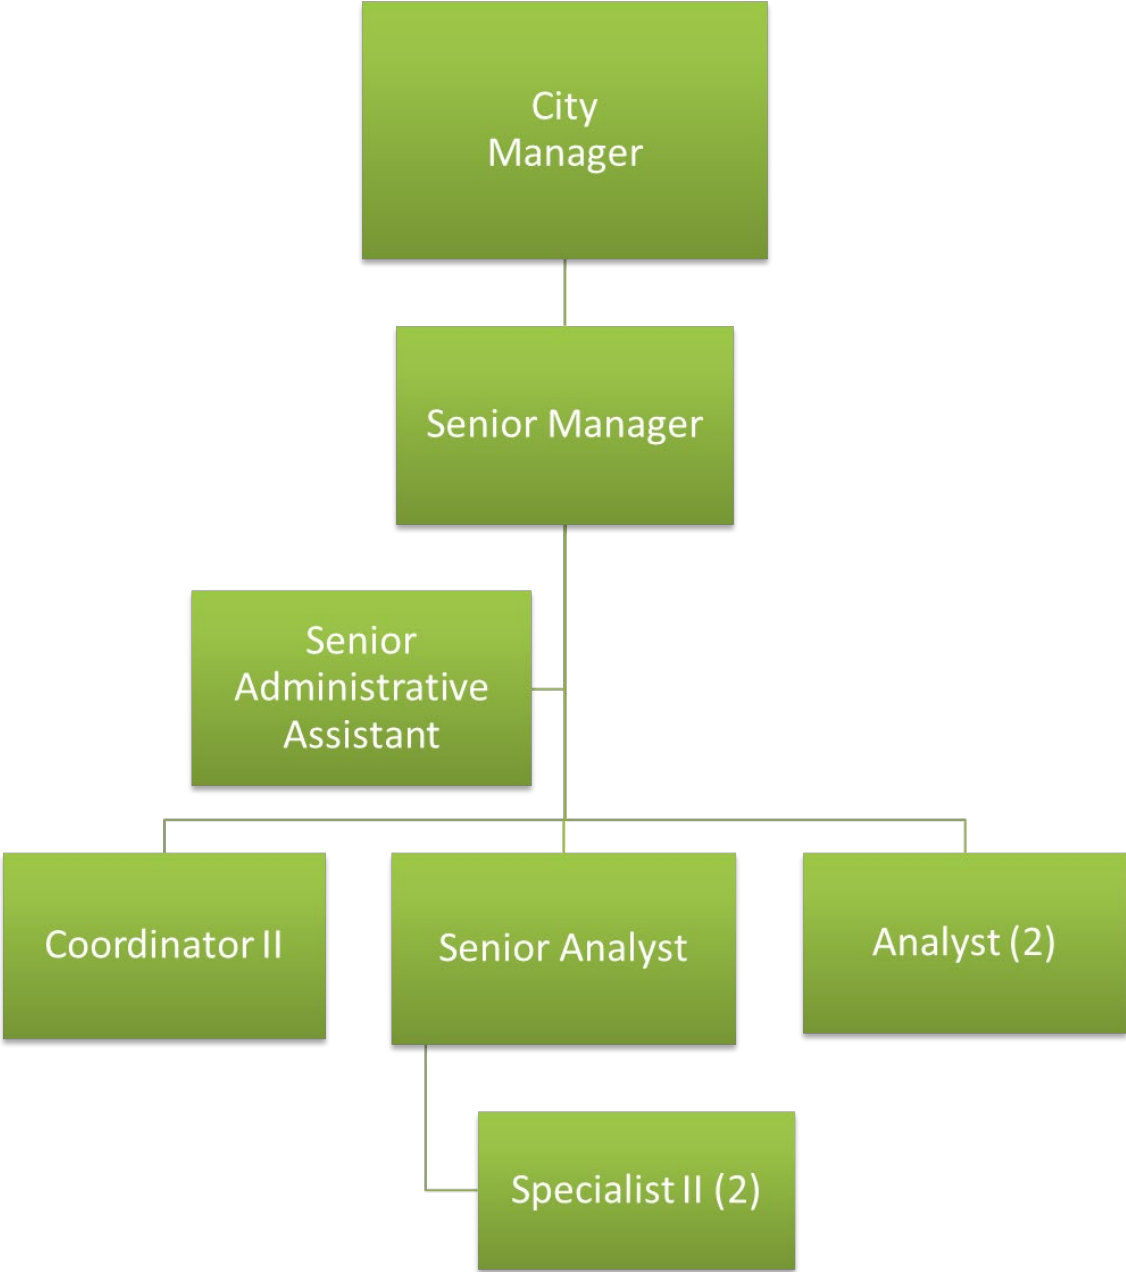 City
Manager
Senior Manager
Senior
Administrative
Assistant
Coordinator II
Senior Analyst
Analyst (2)
Specialist II (2)